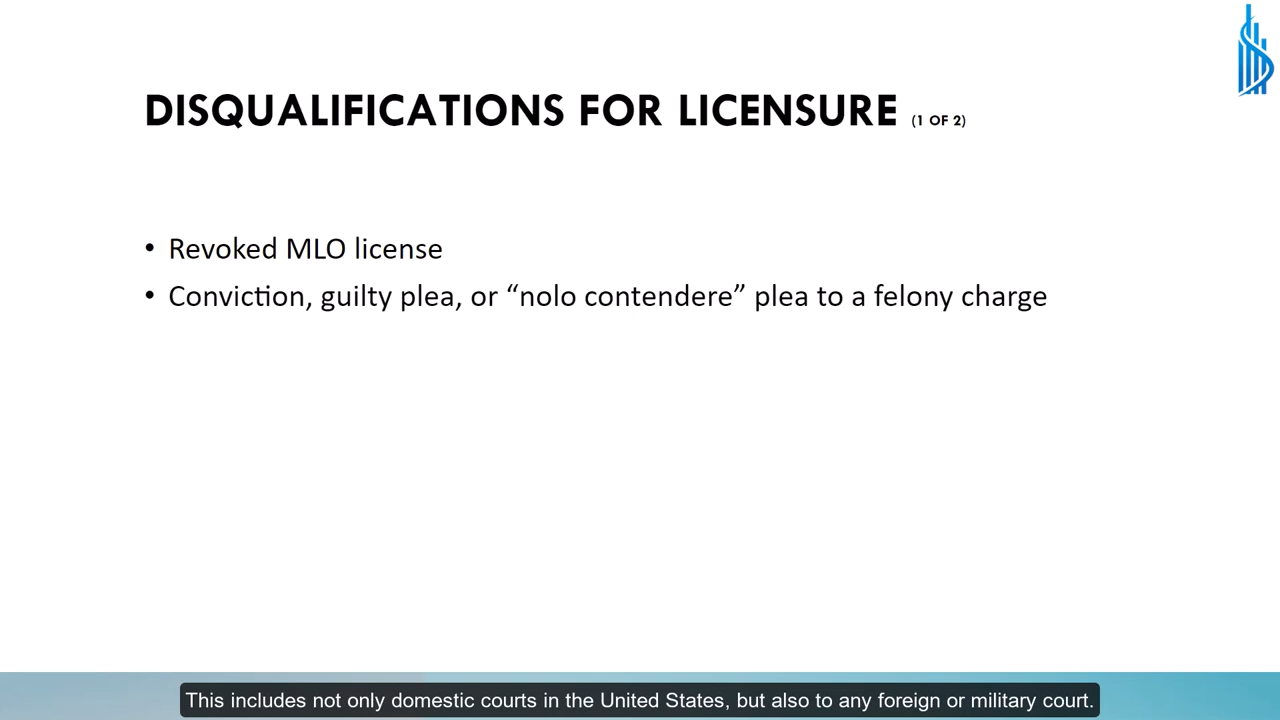 DISQUALIFICATIONS FOR LICENSURE (1 OF 2)
• Revoked MLO license
• Conviction, guilty plea, or “nolo contendere” plea to a felony charge
This includes not only domestic courts in the United States, but also to any foreign or military court.